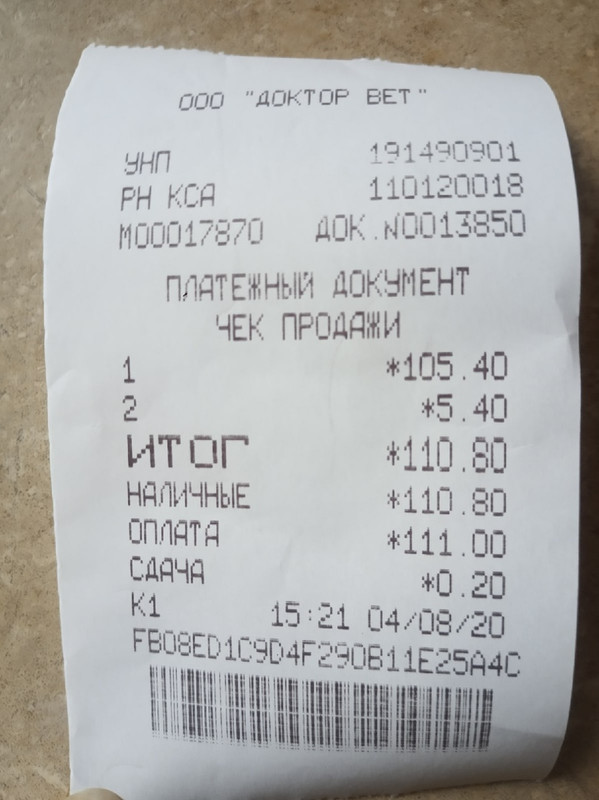 ООО "ДОКТОР ВЕТ"
УНП 191490901
РН КСА 110120018
М00017870 ДОК.N0013850
ПЛАТЕЖНЫЙ ДОКУМЕНТ
ЧЕК ПРОДАЖИ
1 *105.40
2 *5.40
ИТОГ *110.80
НАЛИЧНЫЕ *110.80
ОПЛАТА *111.00
СДАЧА *0.20
К1 15:21 04/08/20
FB08ED1C9D4F290B11E25A4C